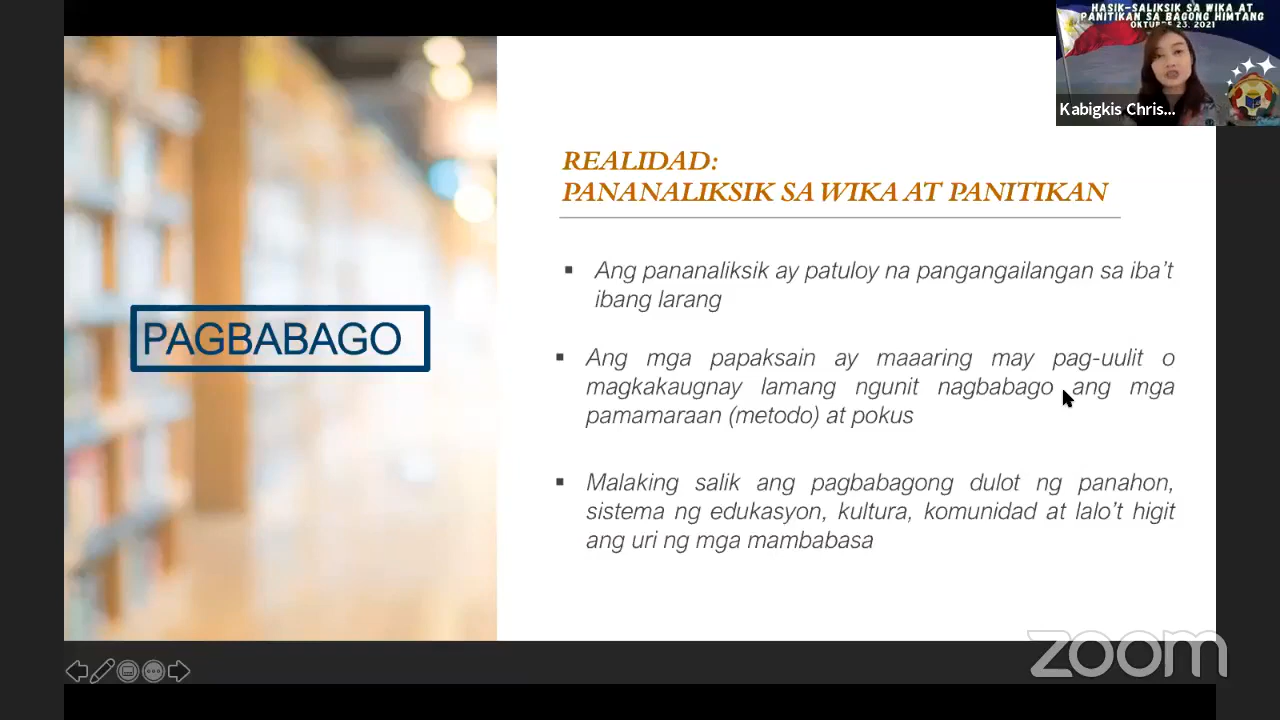 HASIK-SALIKSIK SA WIKA AT
PANITIKAN SA BAGONG HIMTANG
OKTUBRE 23, 2021
Kabigkis Chris...
REALIDAD:
PANANALIKSIK SA WIKA AT PANITIKAN
PAGBABAGO
▪ Ang pananaliksik ay patuloy na pangangailangan sa iba’t
ibang larang
▪ Ang mga papaksain ay maaaring may pag-uulit o
magkakaugnay lamang ngunit nagbabago ang mga
pamamaraan (metodo) at pokus
▪ Malaking salik ang pagbabagong dulot ng panahon,
sistema ng edukasyon, kultura, komunidad at lalo’t higit
ang uri ng mga mambabasa
zoom